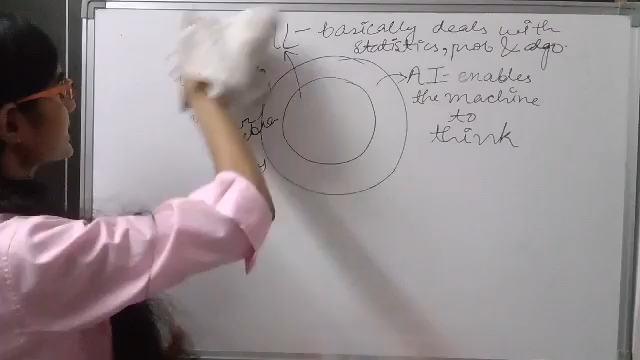 L - basically deals with
statistics, prob & algo.
AI - enables
the machine
to
think